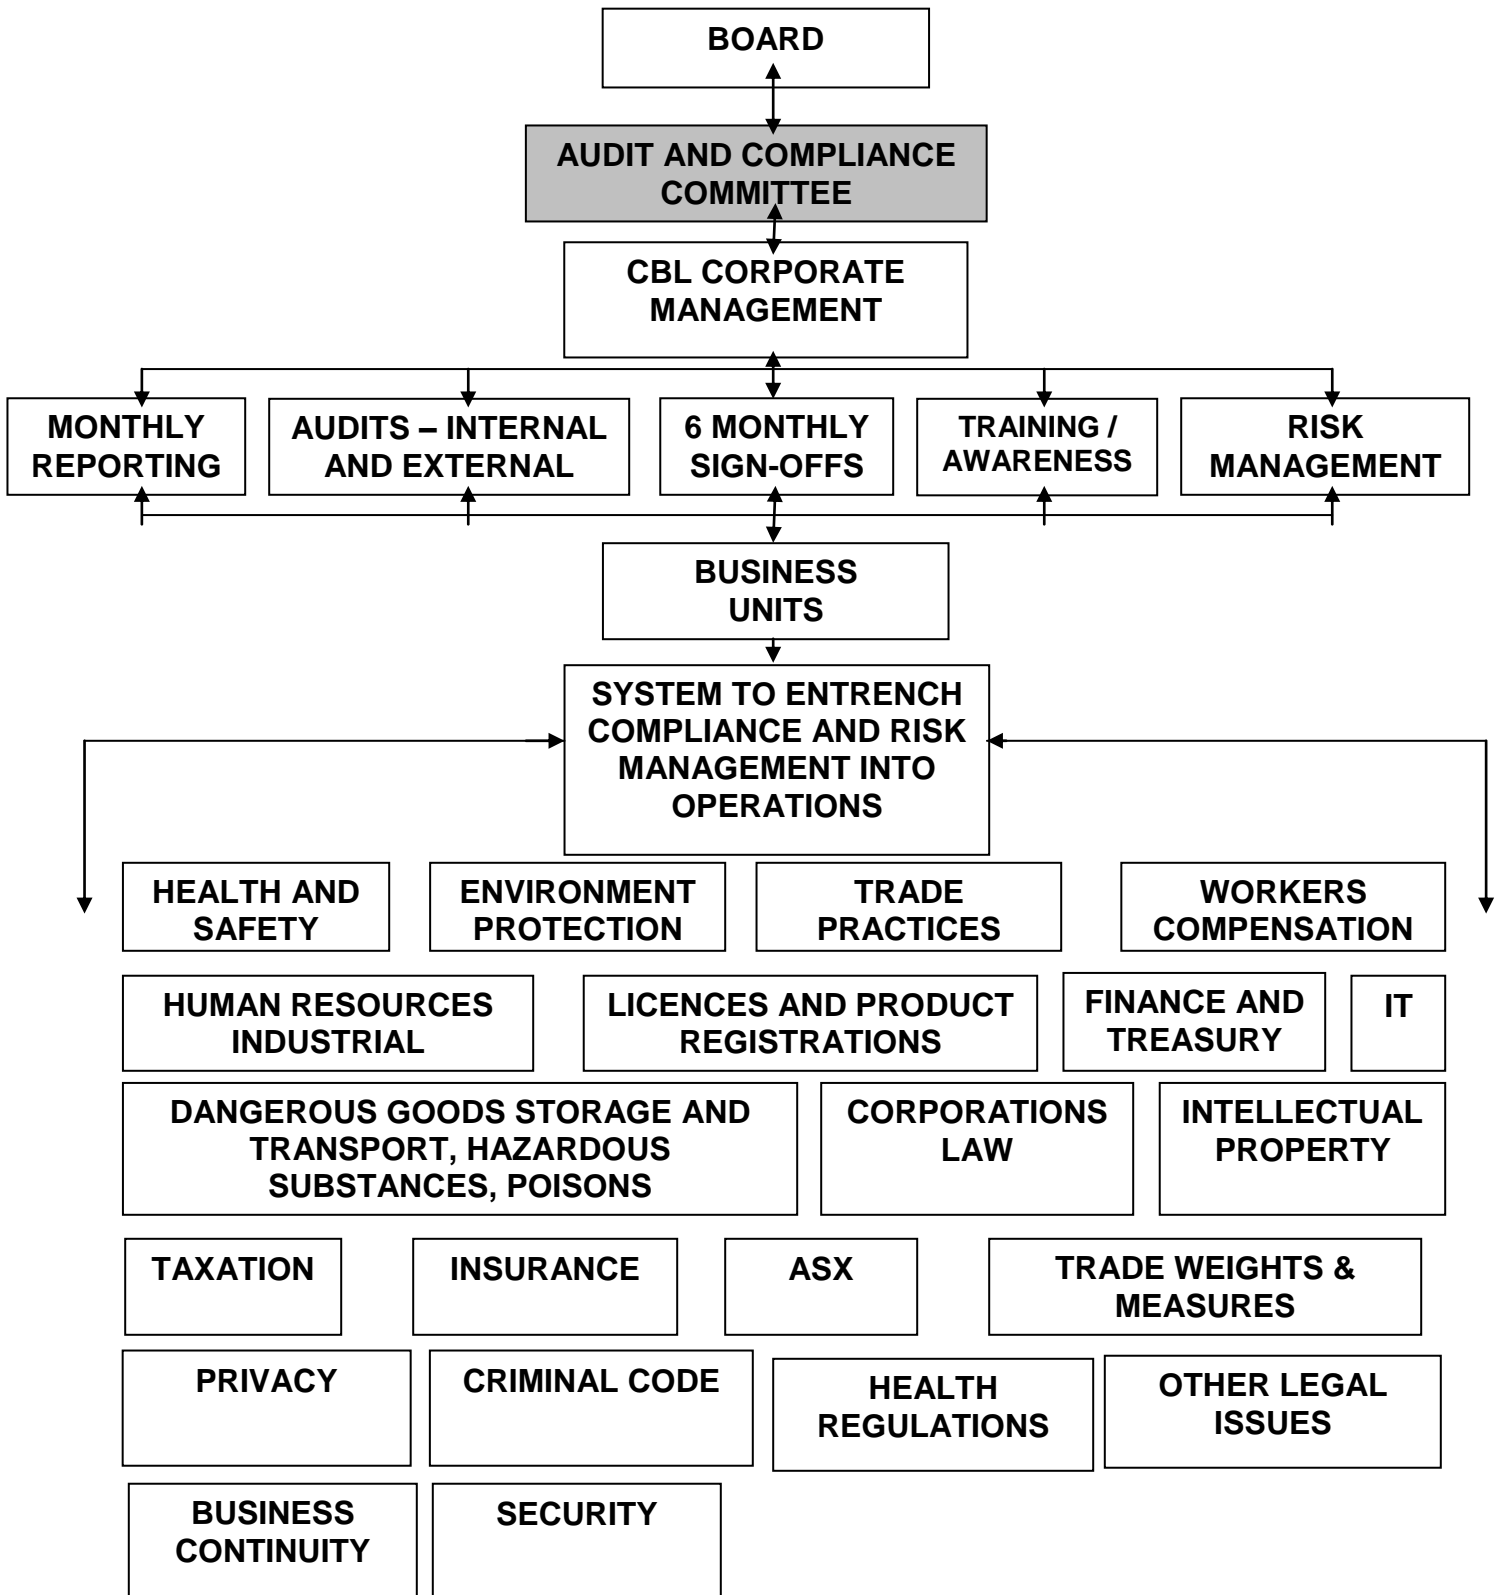 BOARD
AUDIT AND COMPLIANCE
COMMITTEE
CBL CORPORATE
MANAGEMENT
MONTHLY
REPORTING
AUDITS – INTERNAL
AND EXTERNAL
6 MONTHLY
SIGN-OFFS
TRAINING /
AWARENESS
RISK
MANAGEMENT
BUSINESS
UNITS
SYSTEM TO ENTRENCH
COMPLIANCE AND RISK
MANAGEMENT INTO
OPERATIONS
HEALTH AND
SAFETY
ENVIRONMENT
PROTECTION
TRADE
PRACTICES
WORKERS
COMPENSATION
HUMAN RESOURCES
INDUSTRIAL
LICENCES AND PRODUCT
REGISTRATIONS
FINANCE AND
TREASURY
IT
DANGEROUS GOODS STORAGE AND
TRANSPORT, HAZARDOUS
SUBSTANCES, POISONS
CORPORATIONS
LAW
INTELLECTUAL
PROPERTY
TAXATION
INSURANCE
ASX
TRADE WEIGHTS &
MEASURES
PRIVACY
CRIMINAL CODE
HEALTH
REGULATIONS
OTHER LEGAL
ISSUES
BUSINESS
CONTINUITY
SECURITY